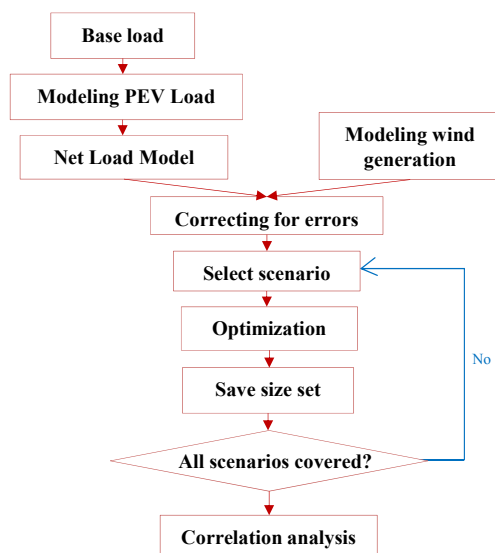 Base load
Modeling PEV Load
Net Load Model
Modeling wind
generation
Correcting for errors
Select scenario
Optimization
No
Save size set
All scenarios covered?
Correlation analysis